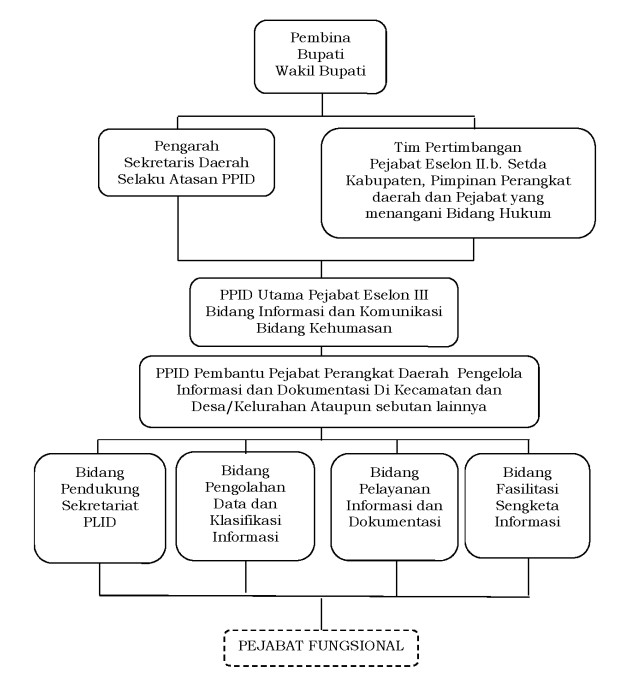 Pembina
Bupati
Wakil Bupati
Pengarah
Sekretaris Daerah
Selaku Atasan PPID
Tim Pertimbangan
Pejabat Eselon II.b. Setda
Kabupaten, Pimpinan Perangkat
daerah dan Pejabat yang
menangani Bidang Hukum
PPID Utama Pejabat Eselon III
Bidang Informasi dan Komunikasi
Bidang Kehumasan
PPID Pembantu Pejabat Perangkat Daerah Pengelola
Informasi dan Dokumentasi Di Kecamatan dan
Desa/Kelurahan Ataupun sebutan lainnya
Bidang
Pendukung
Sekretariat
PLID
Bidang
Pengolahan
Data dan
Klasifikasi
Informasi
Bidang
Pelayanan
Informasi dan
Dokumentasi
Bidang
Fasilitasi
Sengketa
Informasi
PEJABAT FUNGSIONAL